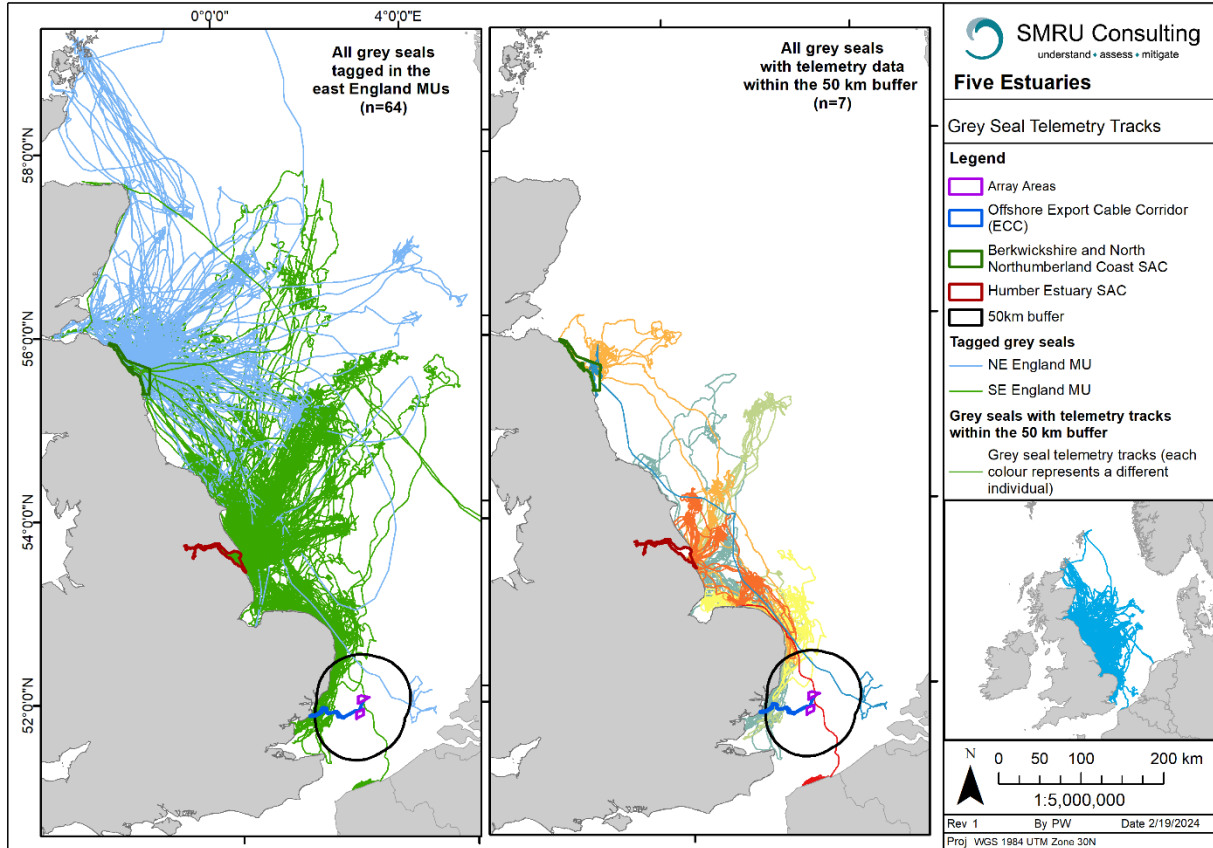 0°0'0"
4°0'0"E
58°0'0"N
56°0'0"N
54°0'0"N
52°0'0"N
All grey seals
tagged in the
east England MUs
(n=64)
All grey seals
with telemetry data
within the 50 km buffer
(n=7)
SMRU Consulting
understand • assess • mitigate
Five Estuaries
Grey Seal Telemetry Tracks
Legend
Array Areas
Offshore Export Cable Corridor
(ECC)
Berkwickshire and North
Northumberland Coast SAC
Humber Estuary SAC
50km buffer
Tagged grey seals
NE England MU
SE England MU
Grey seals with telemetry tracks
within the 50 km buffer
Grey seal telemetry tracks (each
colour represents a different
individual)
N
0 50 100 200 km
1:5,000,000
Rev 1 By PW Date 2/19/2024
Proj WGS 1984 UTM Zone 30N